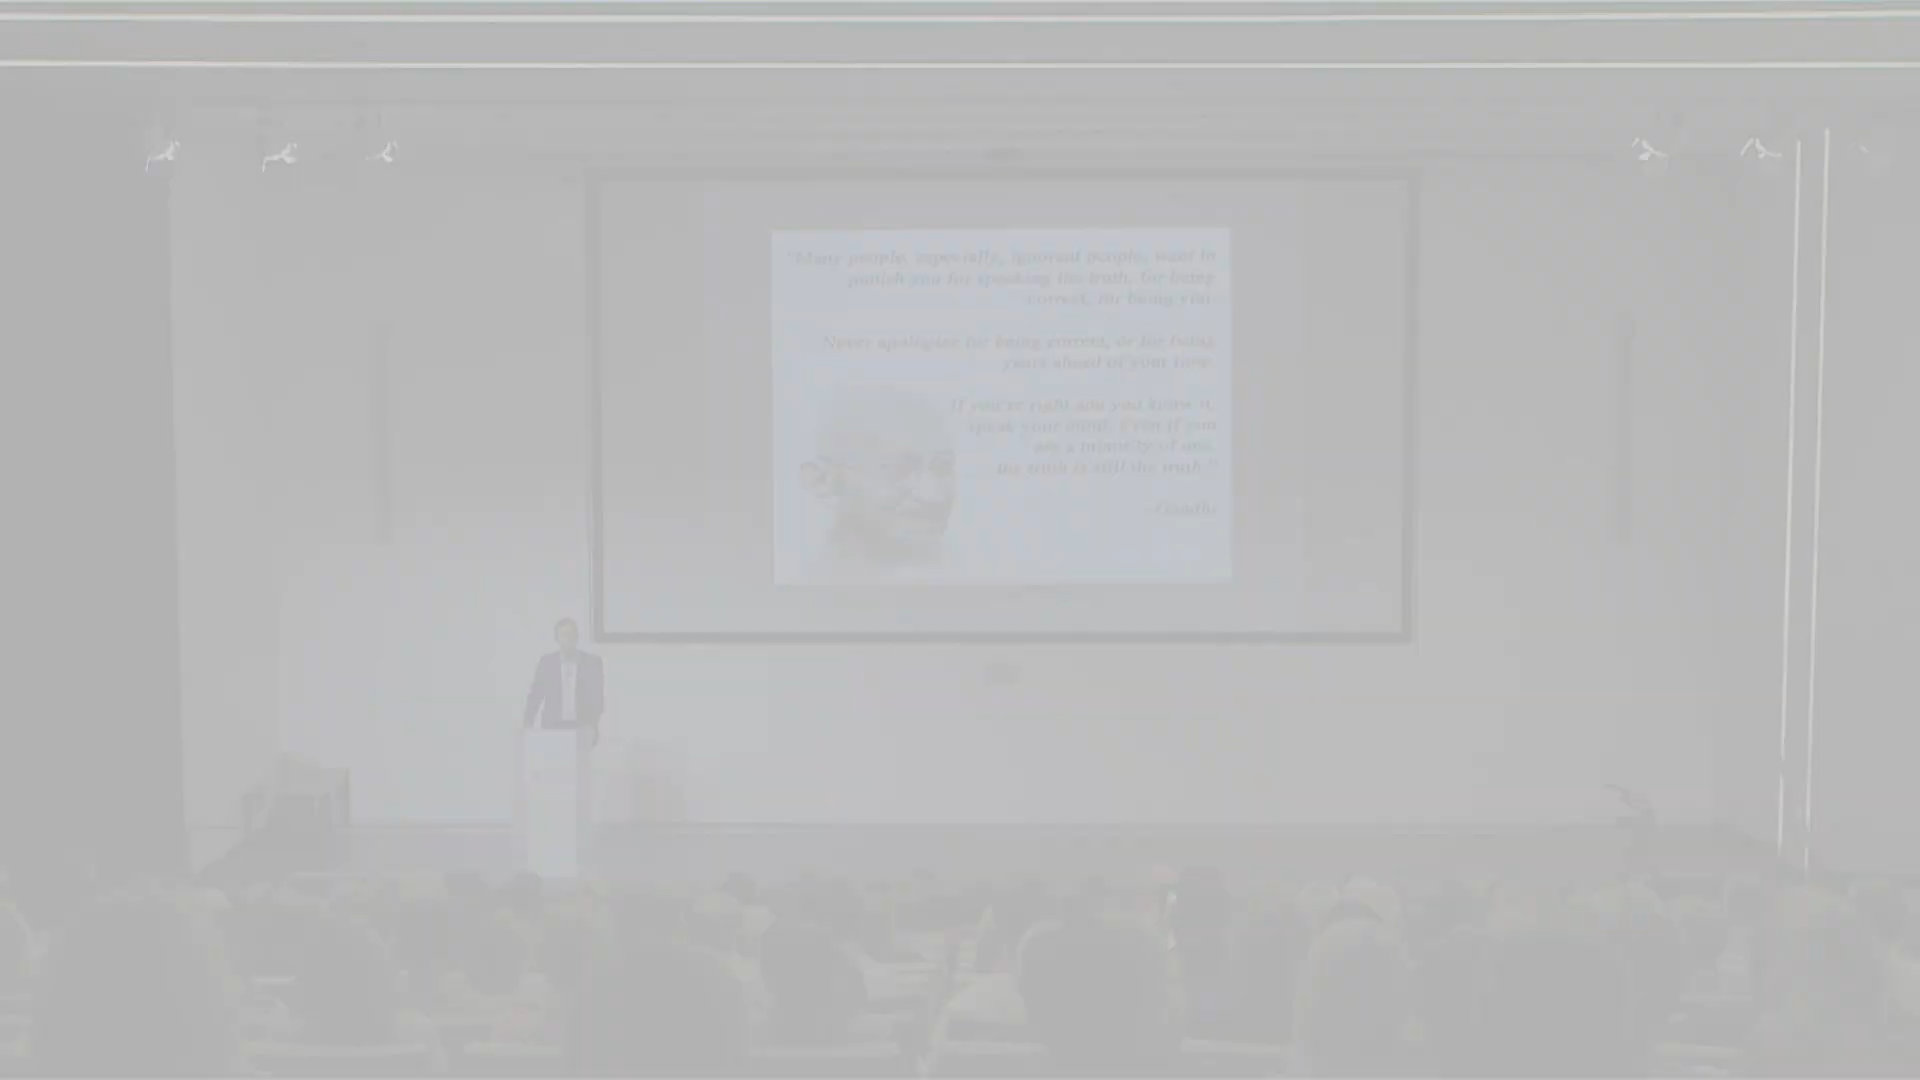 "Many people, especially, ignorant people, want to
punish you for speaking the truth, for being
correct, for being you.
Never apologize for being correct, or for being
years ahead of your time.
If you're right and you know it,
speak your mind. Even if you
are a minority of one,
the truth is still the truth."
-Gandhi